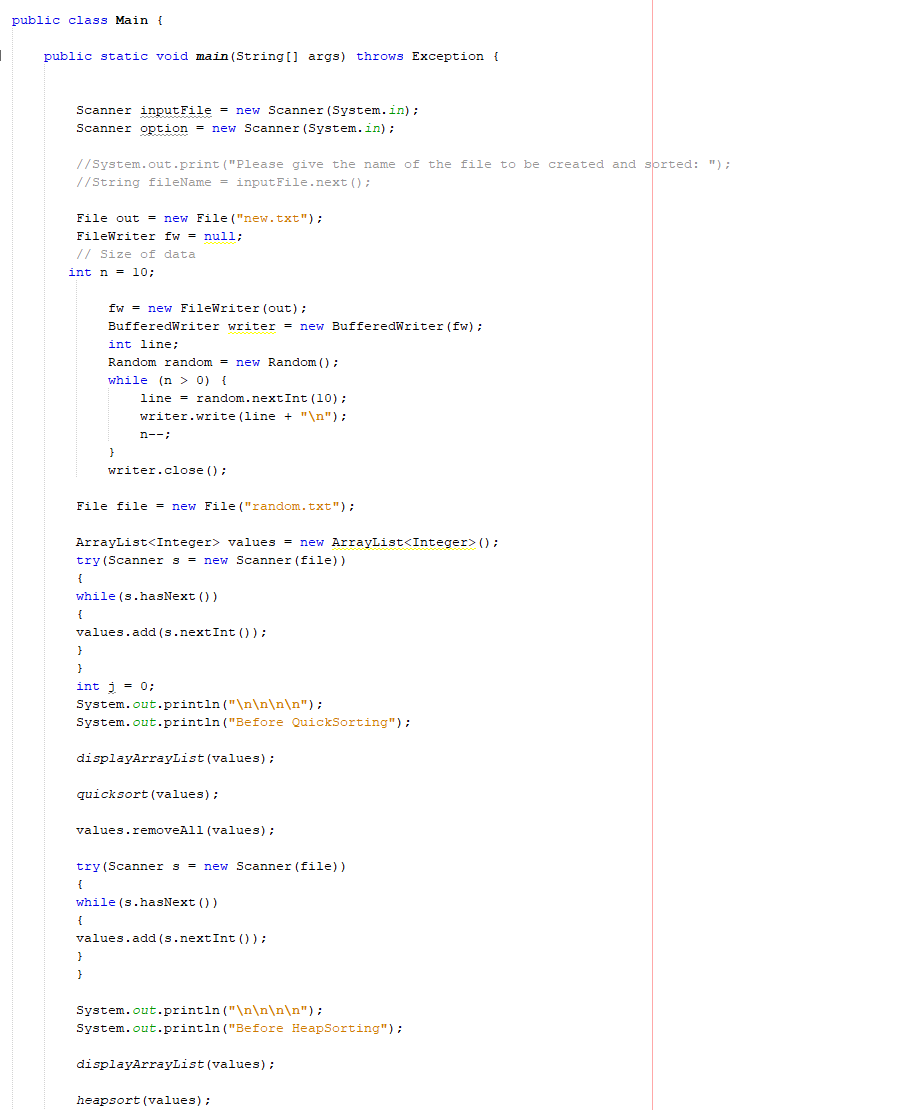 public class Main {
public static void main(String[] args) throws Exception {
Scanner inputFile = new Scanner(System.in);
Scanner option = new Scanner(System.in);
//System.out.print("Please give the name of the file to be created and sorted: ");
//String fileName = inputFile.next();
File out = new File("new.txt");
FileWriter fw = null;
// Size of data
int n = 10;
fw = new FileWriter(out);
BufferedWriter writer = new BufferedWriter(fw);
int line;
Random random = new Random();
while (n > 0) {
line = random.nextInt(10);
writer.write(line + "\n");
n--;
}
writer.close();
File file = new File("random.txt");
ArrayList<Integer> values = new ArrayList<Integer>();
try(Scanner s = new Scanner(file))
{
while(s.hasNext())
{
values.add(s.nextInt());
}
}
int j = 0;
System.out.println("\n\n\n\n");
System.out.println("Before QuickSorting");
displayArrayList(values);
quicksort(values);
values.removeAll(values);
try(Scanner s = new Scanner(file))
{
while(s.hasNext())
{
values.add(s.nextInt());
}
}
System.out.println("\n\n\n\n");
System.out.println("Before HeapSorting");
displayArrayList(values);
heapsort(values);